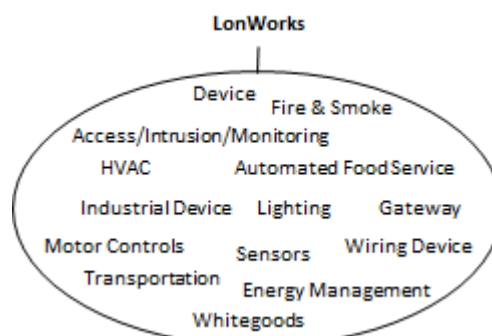 LonWorks
Device
Fire & Smoke
Access/Intrusion/Monitoring
HVAC
Automated Food Service
Industrial Device
Lighting
Gateway
Motor Controls
Sensors
Wiring Device
Transportation
Energy Management
Whitegoods